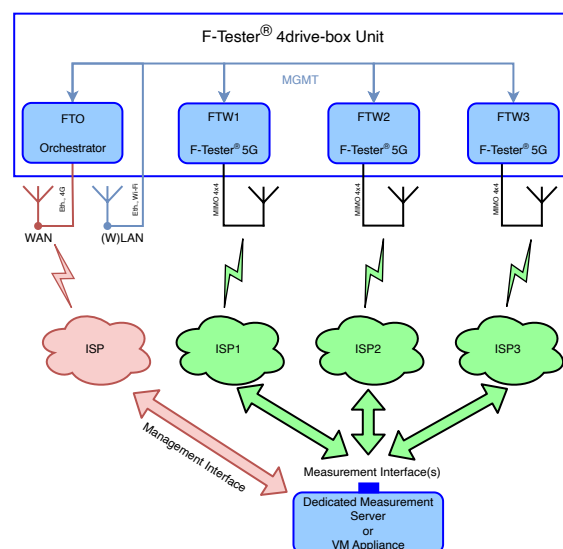 F-Tester® 4drive-box Unit
MGMT
FTO
Orchestrator
FTW1
F-Tester® 5G
FTW2
F-Tester® 5G
FTW3
F-Tester® 5G
Eth., 4G
Eth., Wi-Fi
MIMO 4x4
MIMO 4x4
MIMO 4x4
WAN
(W)LAN
ISP
ISP1
ISP2
ISP3
Management Interface
Measurement Interface(s)
Dedicated Measurement
Server
or
VM Appliance